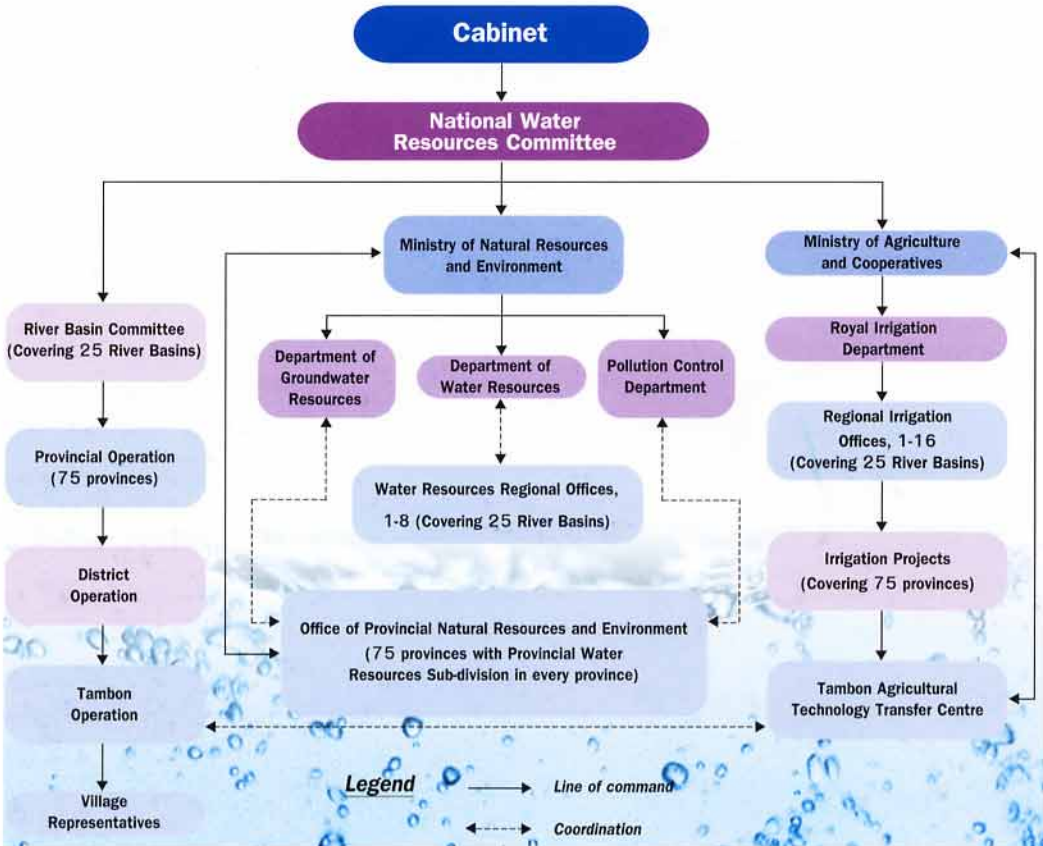 Cabinet
National Water
Resources Committee
Ministry of Natural Resources
and Environment
Ministry of Agriculture
and Cooperatives
River Basin Committee
(Covering 25 River Basins)
Department of
Groundwater
Resources
Department of
Water Resources
Pollution Control
Department
Royal Irrigation
Department
Provincial Operation
(75 provinces)
Water Resources Regional Offices,
1-8 (Covering 25 River Basins)
Regional Irrigation
Offices, 1-16
(Covering 25 River Basins)
District
Operation
Irrigation Projects
(Covering 75 provinces)
Office of Provincial Natural Resources and Environment
(75 provinces with Provincial Water
Resources Sub-division in every province)
Tambon
Operation
Tambon Agricultural
Technology Transfer Centre
Village
Representatives
Legend
Line of command
Coordination